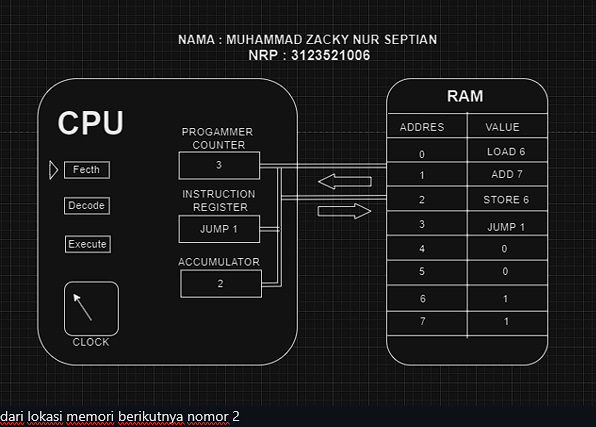 NAMA : MUHAMMAD ZACKY NUR SEPTIAN
NRP : 3123521006
CPU
Fecth
Decode
Execute
CLOCK
PROGAMMER
COUNTER
3
INSTRUCTION
REGISTER
JUMP 1
ACCUMULATOR
2
RAM
ADDRES VALUE
0 LOAD 6
1 ADD 7
2 STORE 6
3 JUMP 1
4 0
5 0
6 1
7 1
dari lokasi memori berikutnya nomor 2